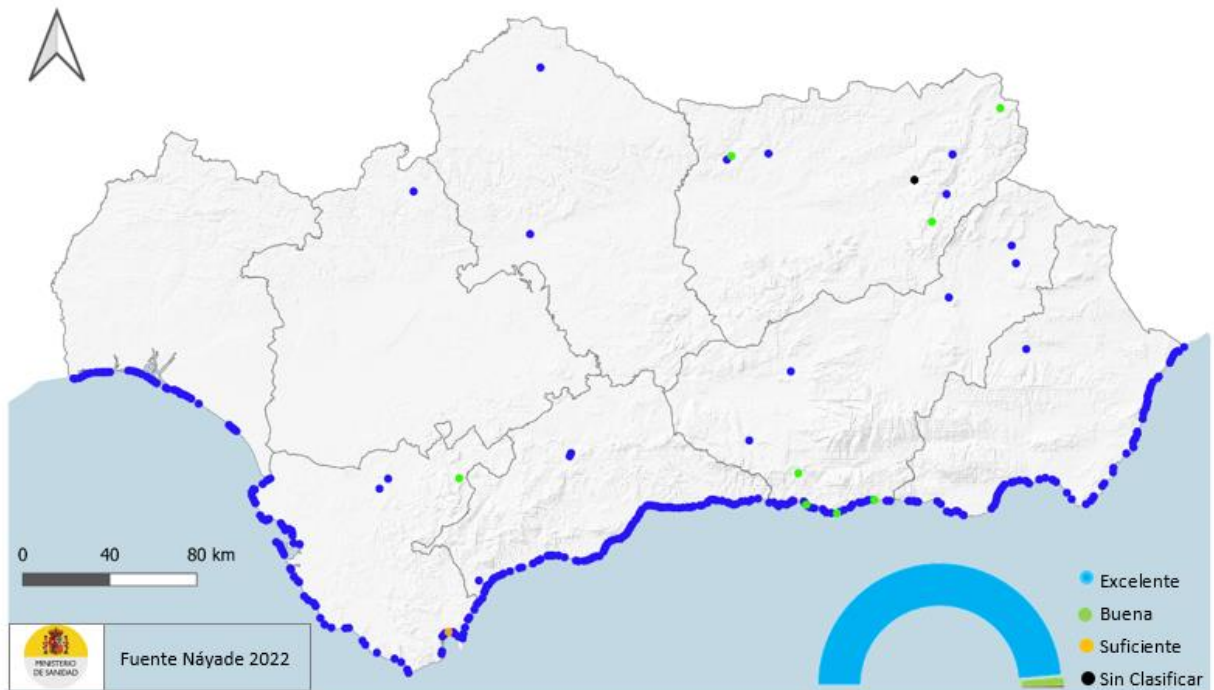 0 40 80 km
MINISTERIO
DE SANIDAD
Fuente Náyade 2022
Excelente
Buena
Suficiente
Sin Clasificar